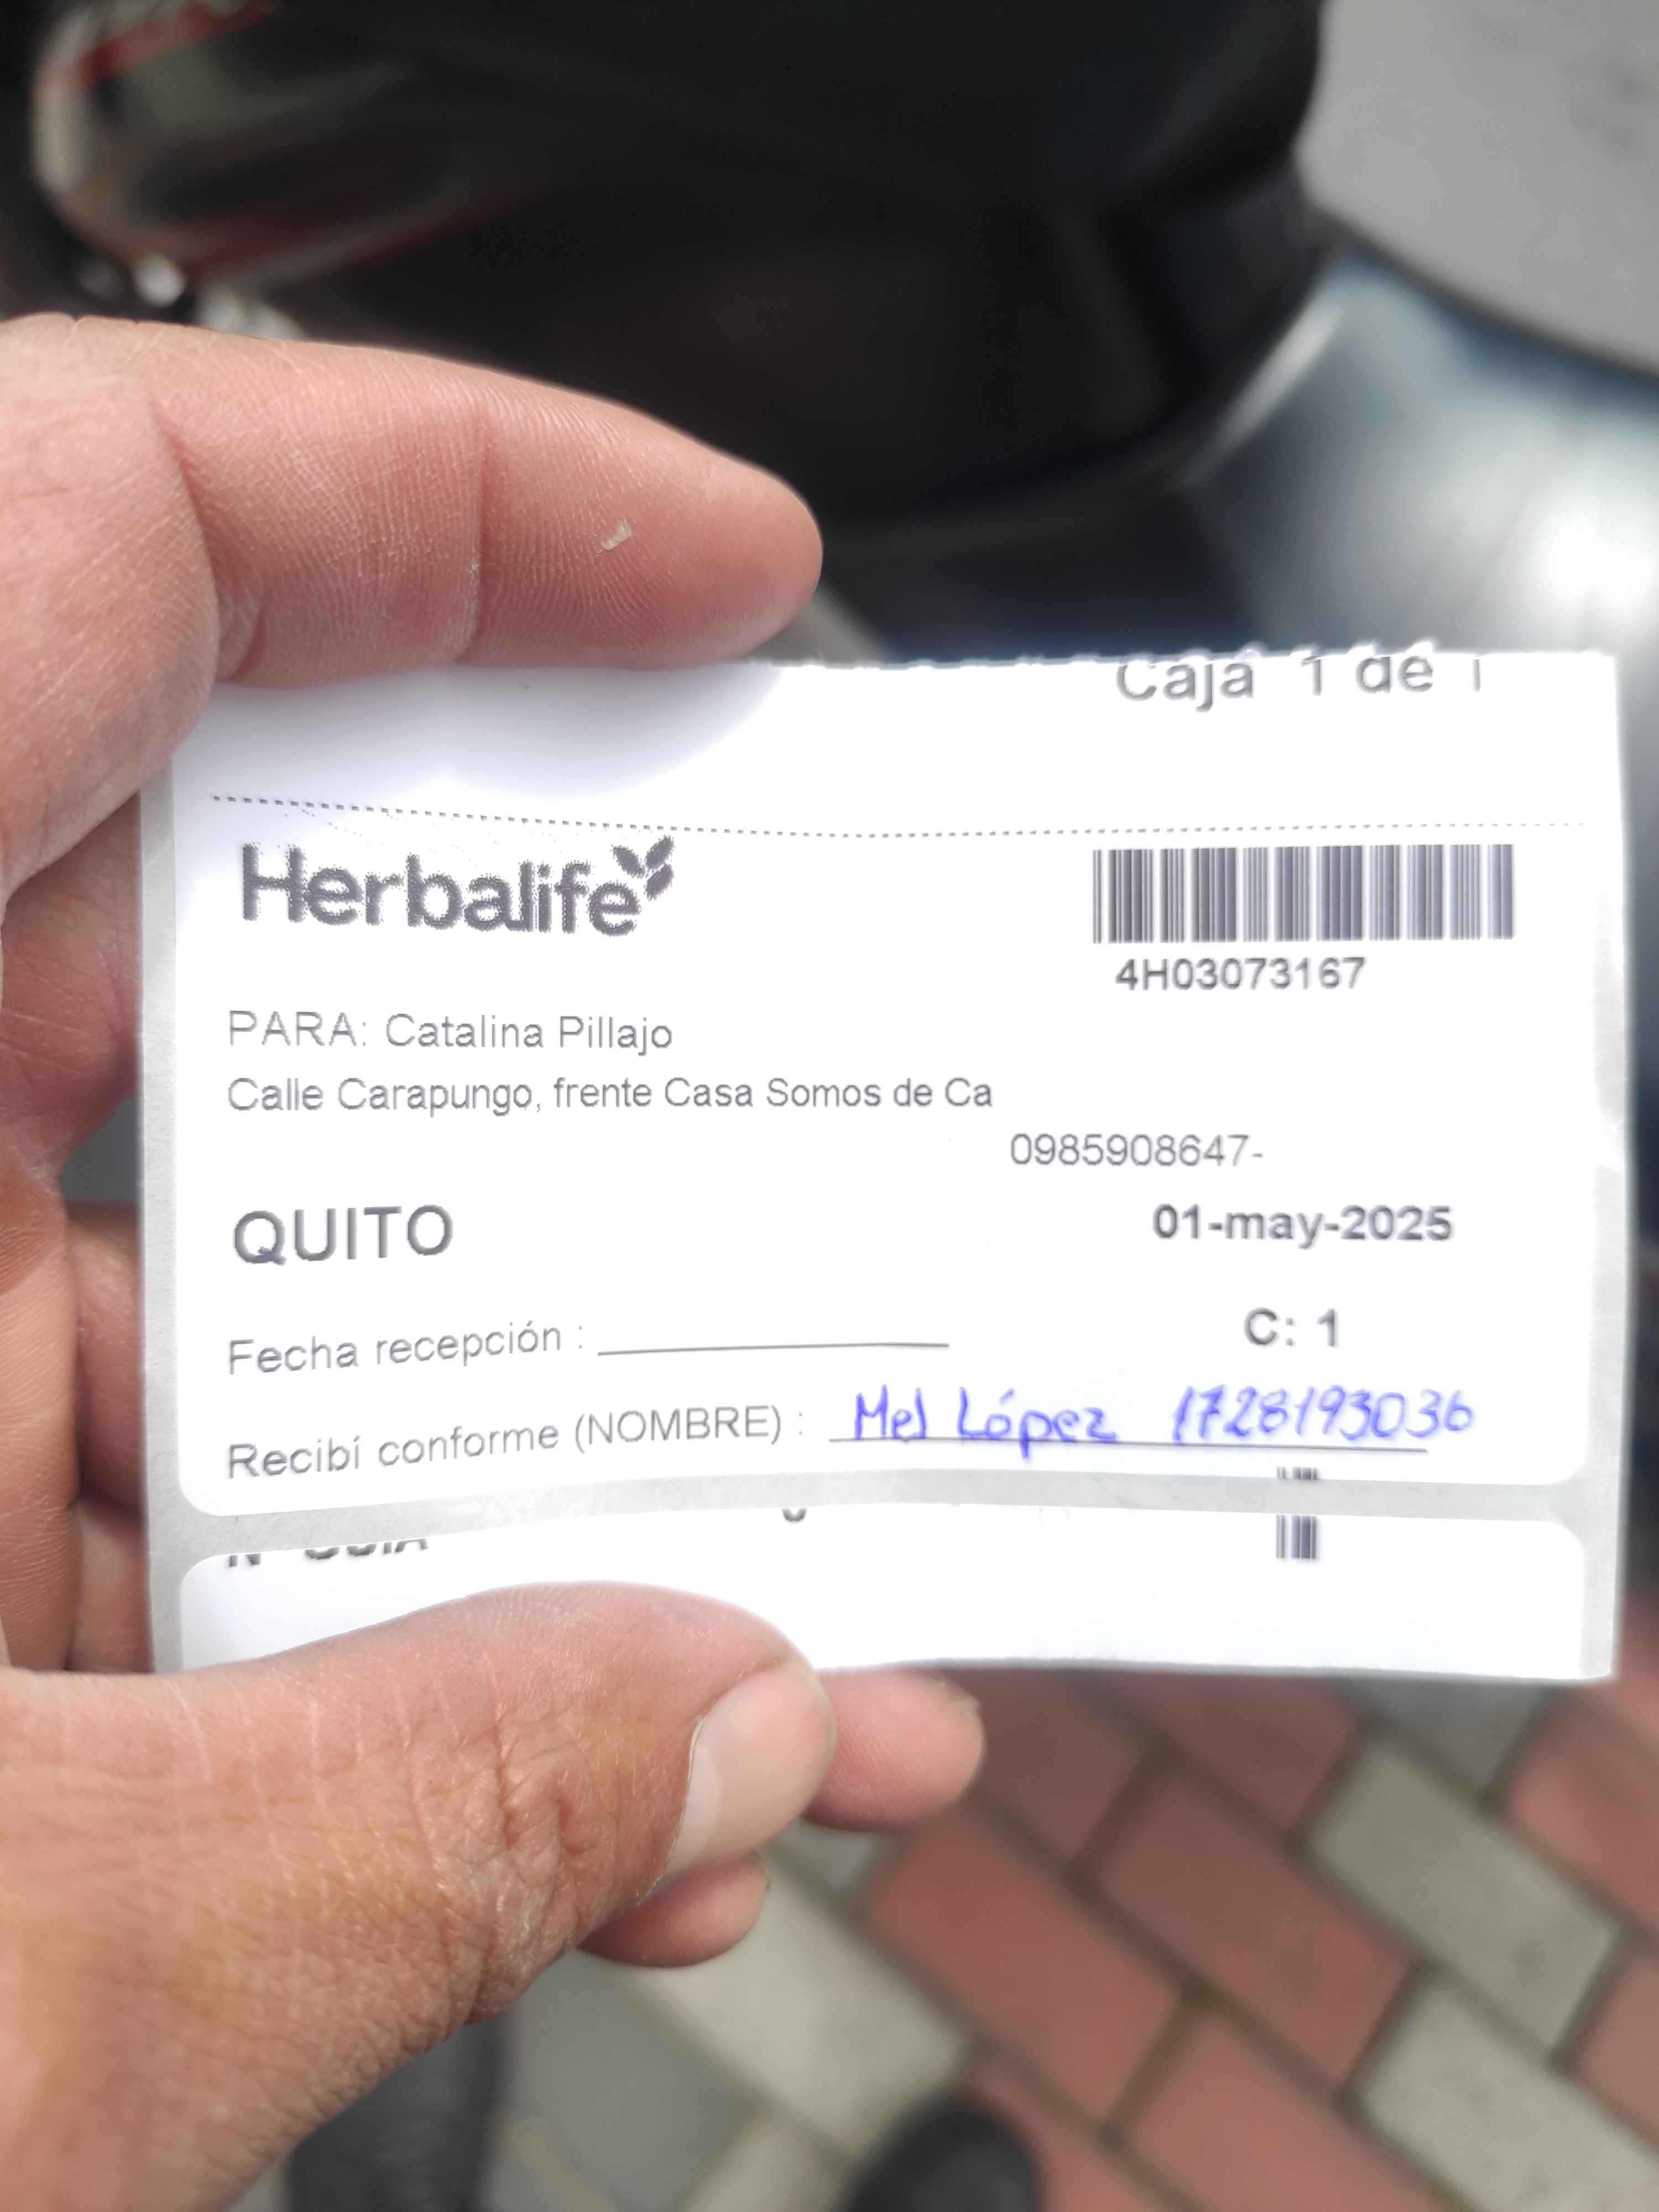 Caja 1 de 1
Herbalife
4H03073167
PARA: Catalina Pillajo
Calle Carapungo, frente Casa Somos de Ca
0985908647-
QUITO 01-may-2025
Fecha recepción : C: 1
Recibí conforme (NOMBRE) : Mel López 1728193036